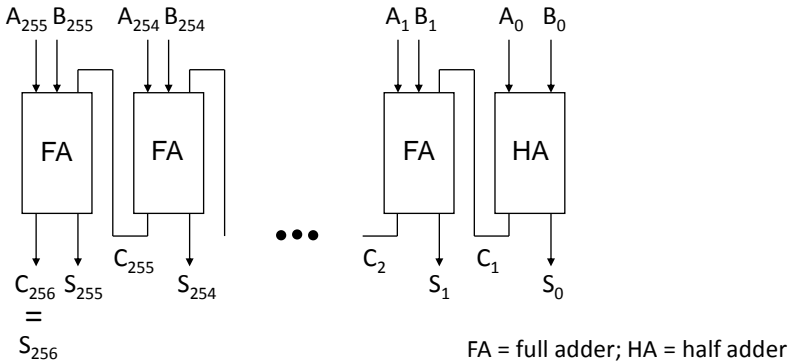 A₂₅₅ B₂₅₅ A₂₅₄ B₂₅₄ A₁ B₁ A₀ B₀
FA FA FA HA
C₂₅₅ C₂ C₁
C₂₅₆ S₂₅₅ S₂₅₄ S₁ S₀
=
S₂₅₆
FA = full adder; HA = half adder